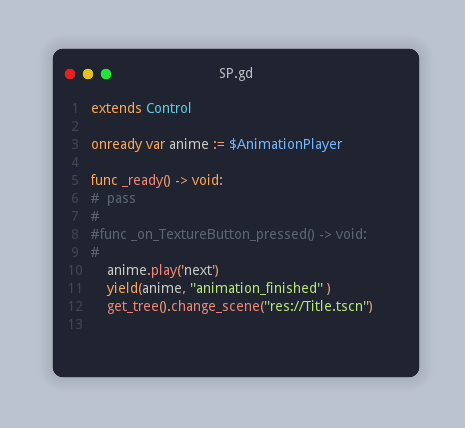 SP.gd
1 extends Control
2
3 onready var anime := $AnimationPlayer
4
5 func _ready() -> void:
6 #  pass
7 #
8 #func _on_TextureButton_pressed() -> void:
9 #
10     anime.play('next')
11     yield(anime, "animation_finished" )
12     get_tree().change_scene("res://Title.tscn")
13